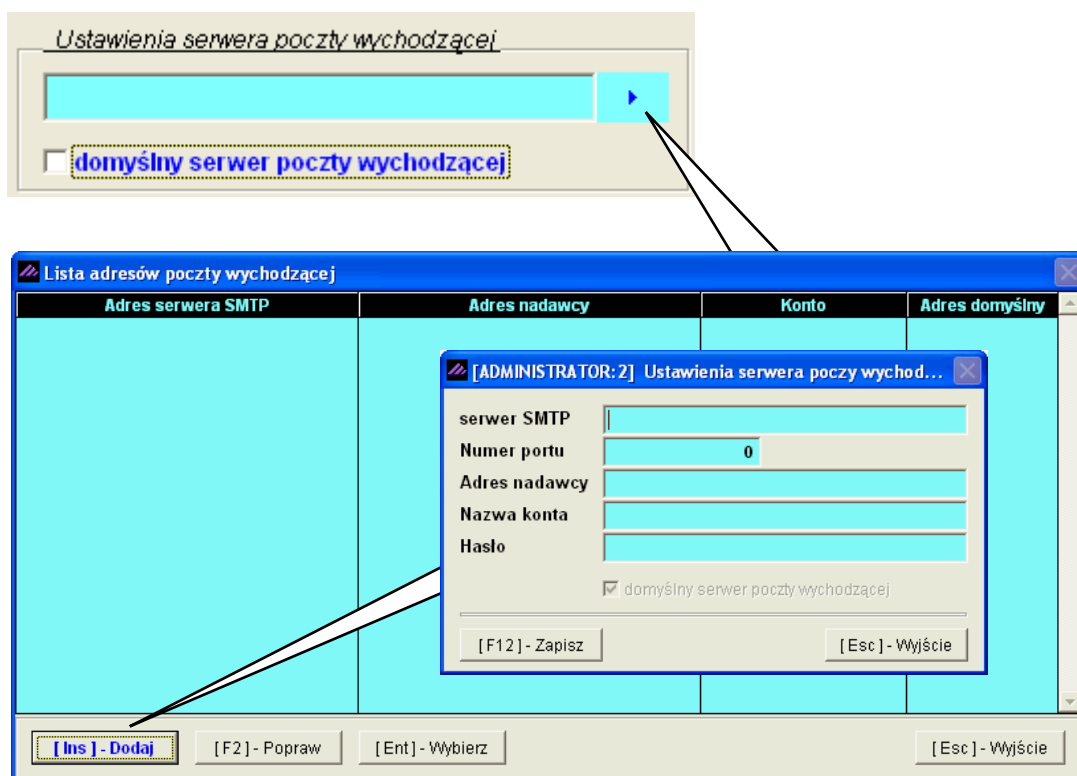 Ustawienia serwera poczty wychodzącej
domyślny serwer poczty wychodzącej
Lista adresów poczty wychodzącej
Adres serwera SMTP Adres nadawcy Konto Adres domyślny
[ADMINISTRATOR:2] Ustawienia serwera poczy wychod...
serwer SMTP
Numer portu 0
Adres nadawcy
Nazwa konta
Hasło
domyślny serwer poczty wychodzącej
[F12] - Zapisz [Esc] - Wyjście
[Ins] - Dodaj [F2] - Popraw [Ent] - Wybierz [Esc] - Wyjście